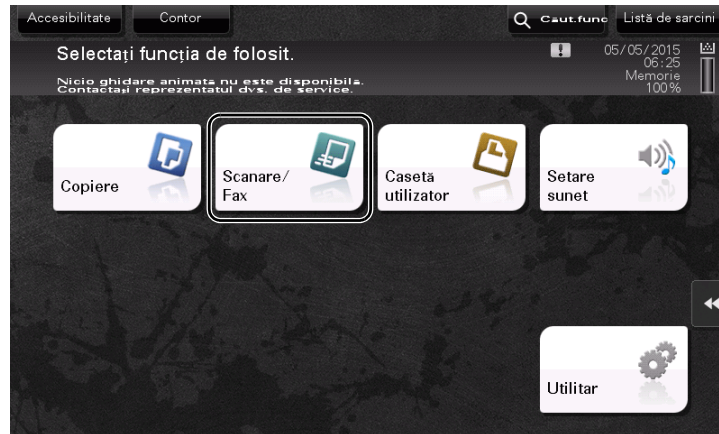 Accesibilitate
Contor
Caut.func
Listă de sarcini
Selectați funcția de folosit.
05/05/2015
06:25
Nicio ghidare animată nu este disponibilă.
Contactați reprezentatul dvs. de service.
Memorie
100%
Copiere
Scanare/
Fax
Casetă
utilizator
Setare
sunet
Utilitar